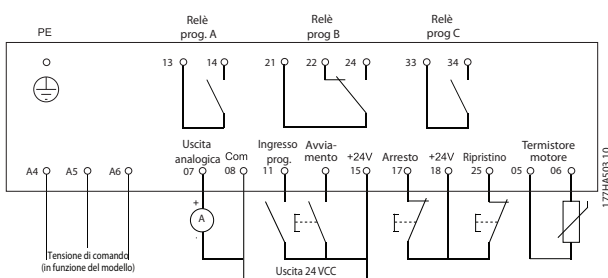 PE
Relè
prog. A
Relè
prog B
Relè
prog C
13
14
21
22
24
33
34
Uscita
analogica
Com
Ingresso
prog.
Avvia-
mento
+24V
Arresto
+24V
Ripristino
Termistore
motore
A4
A5
A6
07
08
11
15
17
18
25
05
06
+
A
-
Tensione di comando
(in funzione del modello)
Uscita 24 VCC
177HA503.10